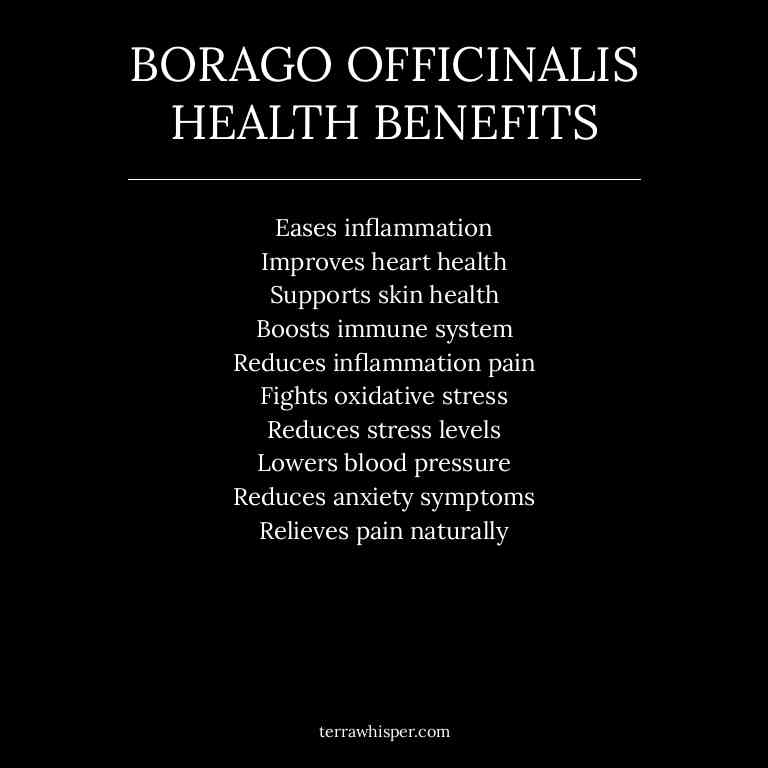 BORAGO OFFICINALIS
HEALTH BENEFITS
Eases inflammation
Improves heart health
Supports skin health
Boosts immune system
Reduces inflammation pain
Fights oxidative stress
Reduces stress levels
Lowers blood pressure
Reduces anxiety symptoms
Relieves pain naturally
terrawhisper.com